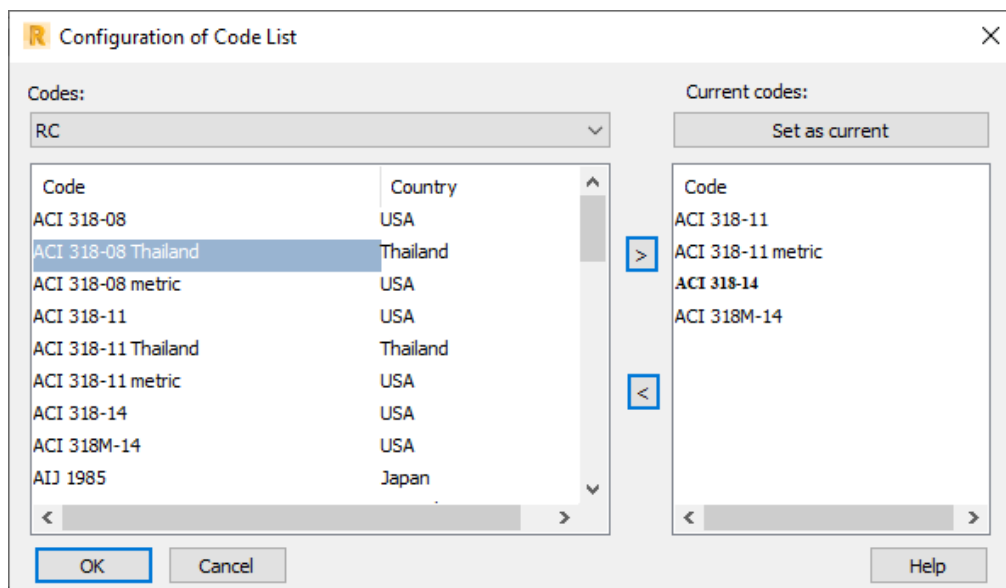 R Configuration of Code List
Codes:
Current codes:
RC
Set as current
Code Country
ACI 318-08 USA
ACI 318-08 Thailand Thailand
ACI 318-08 metric USA
ACI 318-11 USA
ACI 318-11 Thailand Thailand
ACI 318-11 metric USA
ACI 318-14 USA
ACI 318M-14 USA
AIJ 1985 Japan
>
<
Code
ACI 318-11
ACI 318-11 metric
ACI 318-14
ACI 318M-14
OK Cancel Help